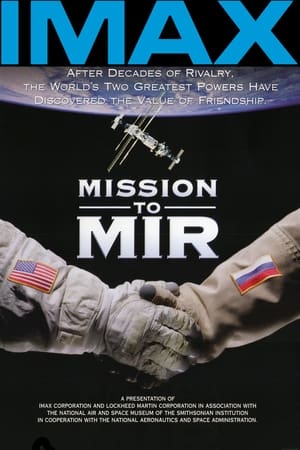 IMAX
AFTER DECADES OF RIVALRY,
THE WORLD'S TWO GREATEST POWERS HAVE
DISCOVERED THE VALUE OF FRIENDSHIP.
MISSION
TO
MIR
A PRESENTATION OF
IMAX CORPORATION AND LOCKHEED MARTIN CORPORATION IN ASSOCIATION WITH
THE NATIONAL AIR AND SPACE MUSEUM OF THE SMITHSONIAN INSTITUTION
IN COOPERATION WITH THE NATIONAL AERONAUTICS AND SPACE ADMINISTRATION.